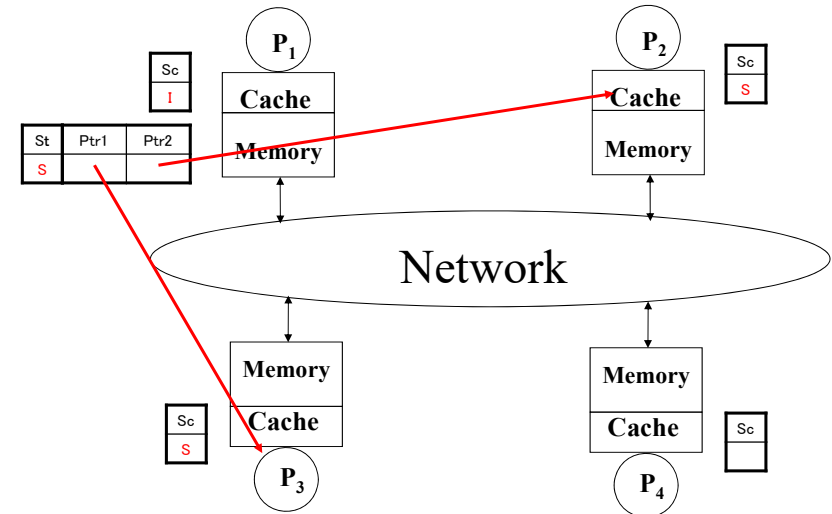 P1
Sc
I
Cache
Memory
St Ptr1 Ptr2
S
P2
Sc
S
Cache
Memory
Network
Memory
Cache
Sc
S
P3
Memory
Cache
Sc
P4